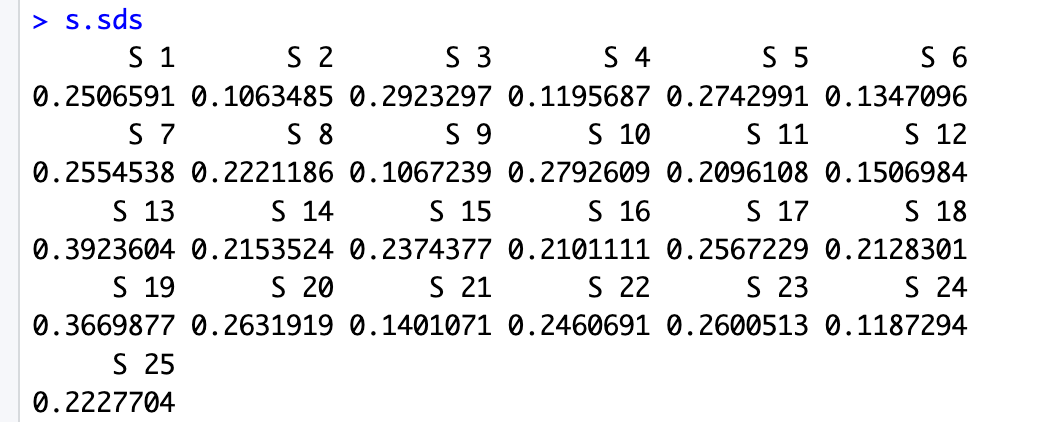 > s.sds
S 1 S 2 S 3 S 4 S 5 S 6
0.2506591 0.1063485 0.2923297 0.1195687 0.2742991 0.1347096
S 7 S 8 S 9 S 10 S 11 S 12
0.2554538 0.2221186 0.1067239 0.2792609 0.2096108 0.1506984
S 13 S 14 S 15 S 16 S 17 S 18
0.3923604 0.2153524 0.2374377 0.2101111 0.2567229 0.2128301
S 19 S 20 S 21 S 22 S 23 S 24
0.3669877 0.2631919 0.1401071 0.2460691 0.2600513 0.1187294
S 25
0.2227704